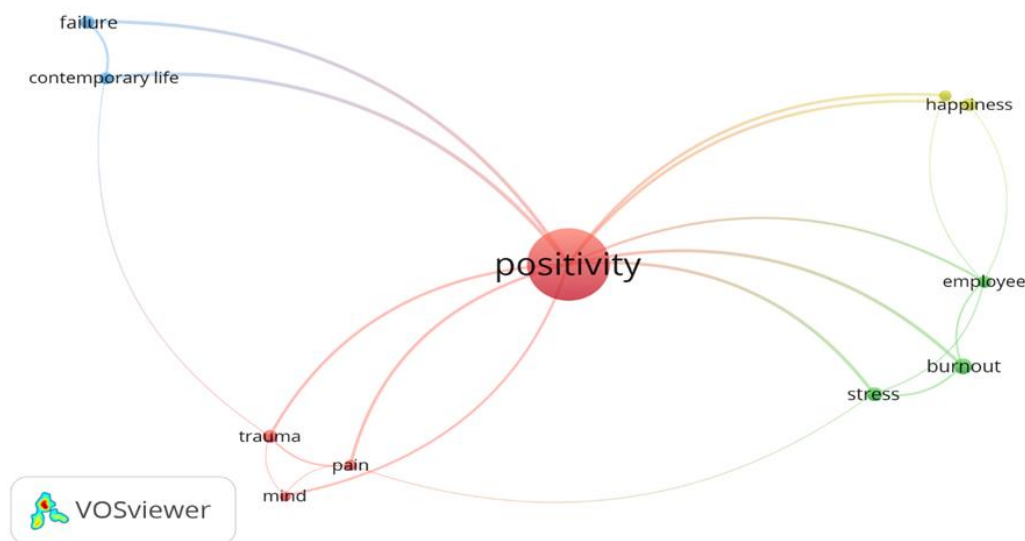 failure
contemporary life
happiness
positivity
employee
burnout
stress
trauma
pain
mind
VOSviewer